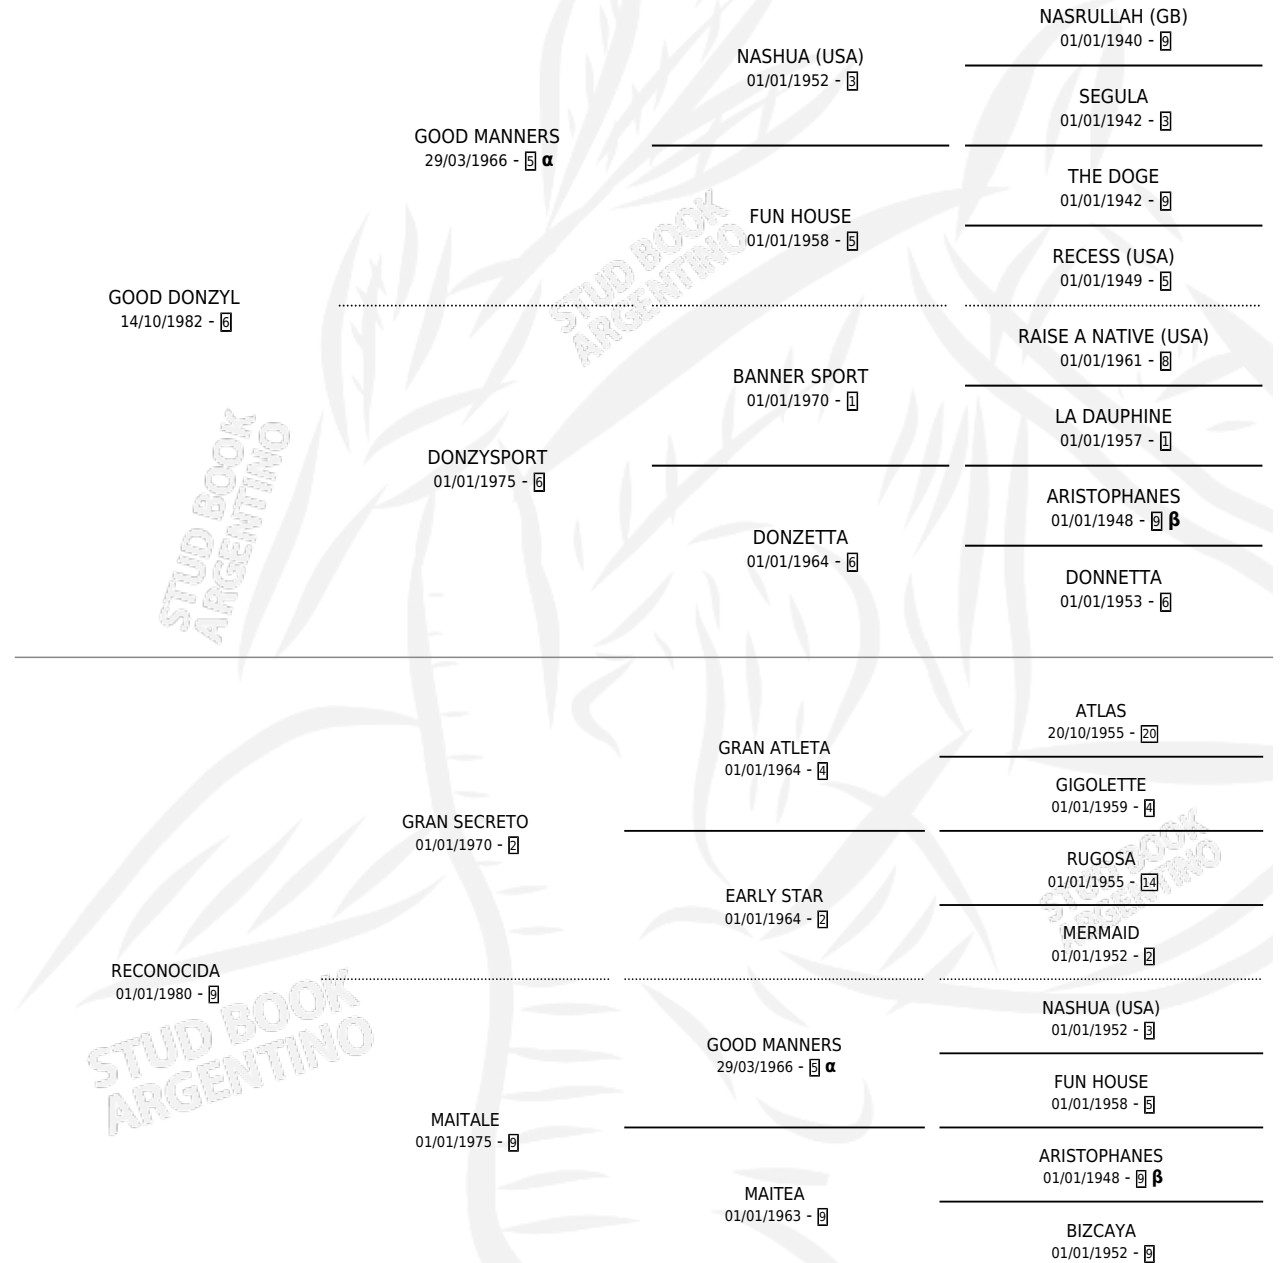 NASRULLAH (GB)
01/01/1940 - 9
NASHUA (USA)
01/01/1952 - 3
SEGULA
01/01/1942 - 3
GOOD MANNERS
29/03/1966 - 5 α
THE DOGE
01/01/1942 - 9
FUN HOUSE
01/01/1958 - 5
RECESS (USA)
01/01/1949 - 5
GOOD DONZYL
14/10/1982 - 6
RAISE A NATIVE (USA)
01/01/1961 - 8
BANNER SPORT
01/01/1970 - 1
LA DAUPHINE
01/01/1957 - 1
DONZYSPORT
01/01/1975 - 6
ARISTOPHANES
01/01/1948 - 9 β
DONZETTA
01/01/1964 - 6
DONNETTA
01/01/1953 - 6
ATLAS
20/10/1955 - 20
GRAN ATLETA
01/01/1964 - 4
GIGOLETTE
01/01/1959 - 4
GRAN SECRETO
01/01/1970 - 2
RUGOSA
01/01/1955 - 14
EARLY STAR
01/01/1964 - 2
MERMAID
01/01/1952 - 2
RECONOCIDA
01/01/1980 - 9
NASHUA (USA)
01/01/1952 - 3
GOOD MANNERS
29/03/1966 - 5 α
FUN HOUSE
01/01/1958 - 5
MAITALE
01/01/1975 - 9
ARISTOPHANES
01/01/1948 - 9 β
MAITEA
01/01/1963 - 9
BIZCAYA
01/01/1952 - 9
STUD BOOK
ARGENTINO
STUD BOOK
ARGENTINO
STUD BOOK
ARGENTINO
STUD BOOK
ARGENTINO